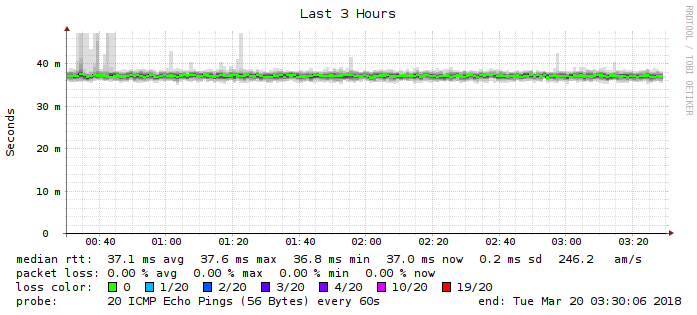 Last 3 Hours
RRDTOOL / TOBI OETIKER
Seconds
40 m
30 m
20 m
10 m
0
00:40 01:00 01:20 01:40 02:00 02:20 02:40 03:00 03:20
median rtt: 37.1 ms avg 37.6 ms max 36.8 ms min 37.0 ms now 0.2 ms sd 246.2 am/s
packet loss: 0.00 % avg 0.00 % max 0.00 % min 0.00 % now
loss color: 0 1/20 2/20 3/20 4/20 10/20 19/20
probe: 20 ICMP Echo Pings (56 Bytes) every 60s end: Tue Mar 20 03:30:06 2018